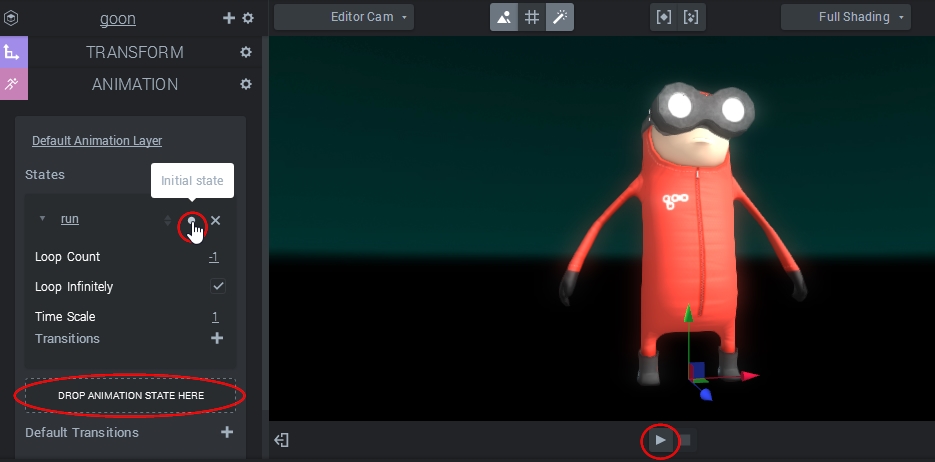 goon
Editor Cam
Full Shading
TRANSFORM
ANIMATION
Default Animation Layer
States
Initial state
run
Loop Count -1
Loop Infinitely
Time Scale 1
Transitions
DROP ANIMATION STATE HERE
Default Transitions
goo